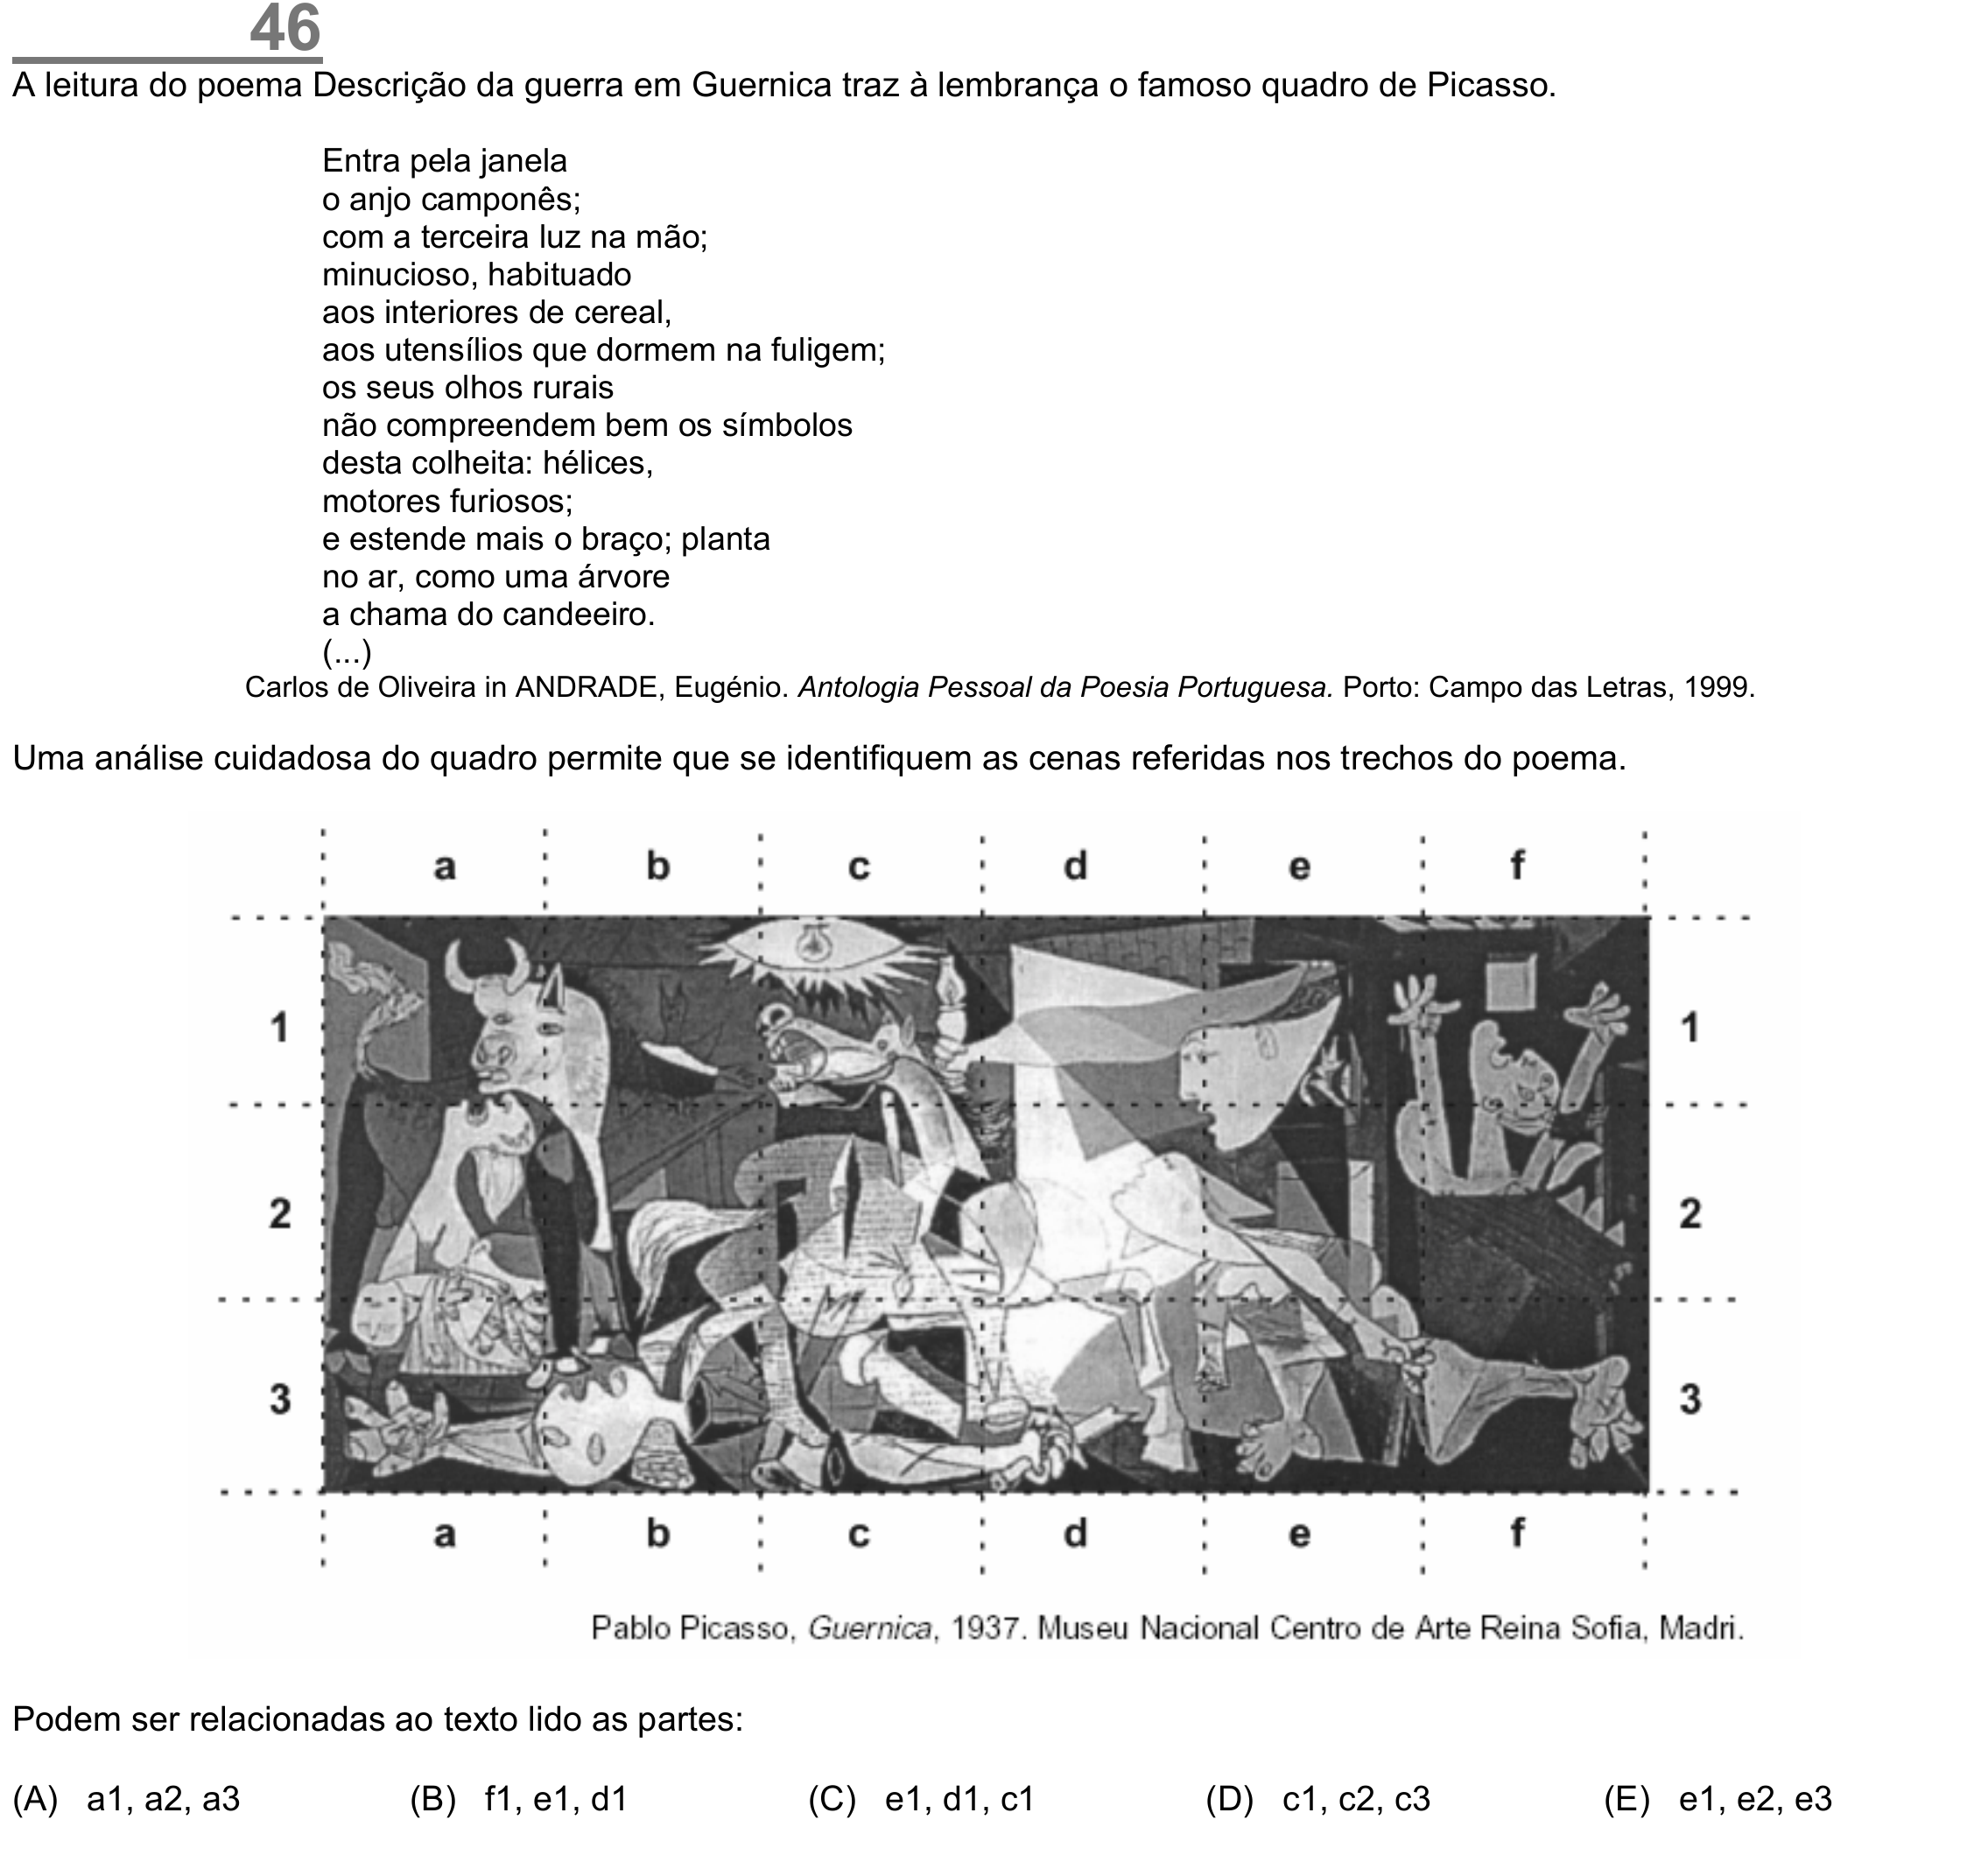 46
A leitura do poema Descrição da guerra em Guernica traz à lembrança o famoso quadro de Picasso.
Entra pela janela
o anjo camponês;
com a terceira luz na mão;
minucioso, habituado
aos interiores de cereal,
aos utensílios que dormem na fuligem;
os seus olhos rurais
não compreendem bem os símbolos
desta colheita: hélices,
motores furiosos;
e estende mais o braço; planta
no ar, como uma árvore
a chama do candeeiro.
(...)
Carlos de Oliveira in ANDRADE, Eugénio. Antologia Pessoal da Poesia Portuguesa. Porto: Campo das Letras, 1999.
Uma análise cuidadosa do quadro permite que se identifiquem as cenas referidas nos trechos do poema.
a b c d e f
1 1
2 2
3 3
a b c d e f
Pablo Picasso, Guernica, 1937. Museu Nacional Centro de Arte Reina Sofia, Madri.
Podem ser relacionadas ao texto lido as partes:
(A) a1, a2, a3 (B) f1, e1, d1 (C) e1, d1, c1 (D) c1, c2, c3 (E) e1, e2, e3